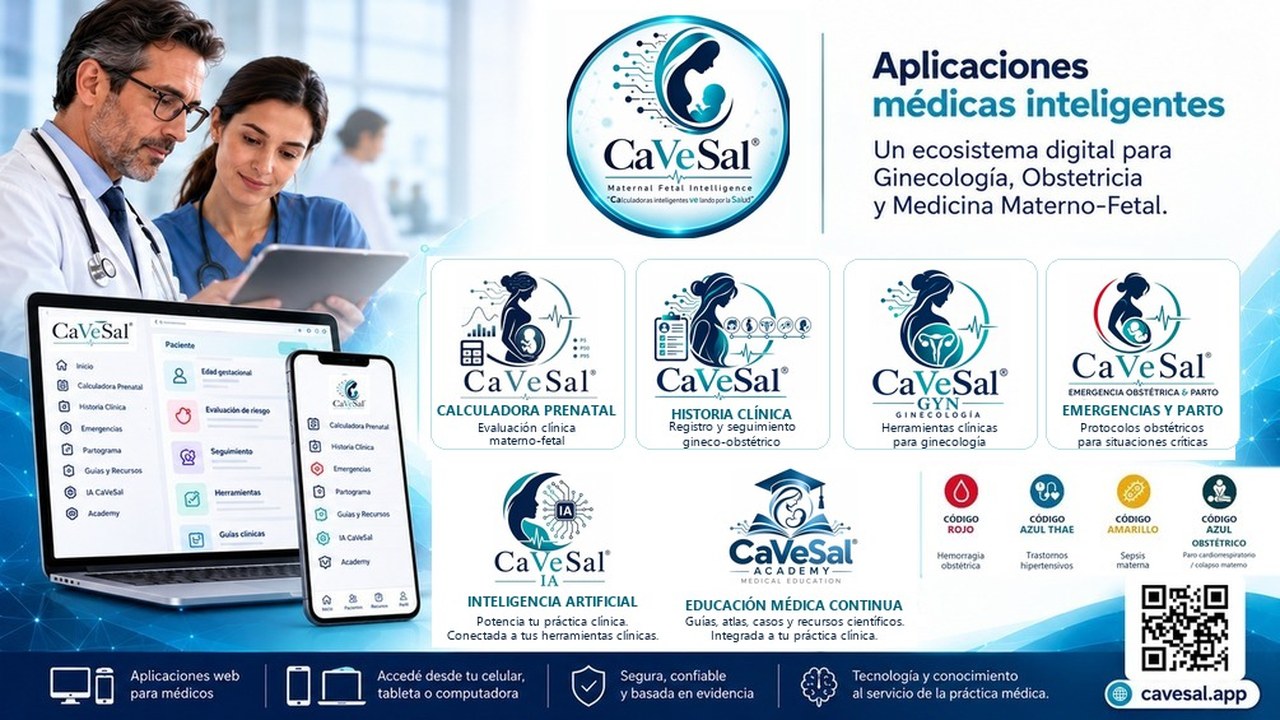 CaVeSal®
Maternal Fetal Intelligence
"Calculadoras inteligentes velando por la Salud"
Aplicaciones
médicas inteligentes
Un ecosistema digital para
Ginecología, Obstetricia
y Medicina Materno-Fetal.
CaVeSal®
Inicio
Calculadora Prenatal
Historia Clínica
Emergencias
Partograma
Guías y Recursos
IA CaVeSal
Academy
Paciente
Edad gestacional
Evaluación de riesgo
Seguimiento
Herramientas
Guías clínicas
CaVeSal
Calculadora Prenatal
Historia Clínica
Emergencias
Partograma
Guías y Recursos
IA CaVeSal
Academy
Inicio
Pacientes
Recursos
Perfil
P5
P50
P95
CaVeSal®
CALCULADORA PRENATAL
Evaluación clínica
materno-fetal
CaVeSal®
HISTORIA CLÍNICA
Registro y seguimiento
gineco-obstétrico
CaVeSal®
GYN
GINECOLOGÍA
Herramientas clínicas
para ginecología
CaVeSal®
EMERGENCIA OBSTÉTRICA & PARTO
EMERGENCIAS Y PARTO
Protocolos obstétricos
para situaciones críticas
IA
CaVeSal®
IA
INTELIGENCIA ARTIFICIAL
Potencia tu práctica clínica.
Conectada a tus herramientas clínicas.
CaVeSal®
ACADEMY
MEDICAL EDUCATION
EDUCACIÓN MÉDICA CONTINUA
Guías, atlas, casos y recursos científicos.
Integrada a tu práctica clínica.
CÓDIGO
ROJO
Hemorragia
obstétrica
CÓDIGO
AZUL THAE
Trastornos
hipertensivos
CÓDIGO
AMARILLO
Sepsis
materna
CÓDIGO
AZUL
OBSTÉTRICO
Paro cardiorrespiratorio
/ colapso materno
Aplicaciones web
para médicos
Accedé desde tu celular,
tableta o computadora
Segura, confiable
y basada en evidencia
Tecnología y conocimiento
al servicio de la práctica médica.
cavesal.app